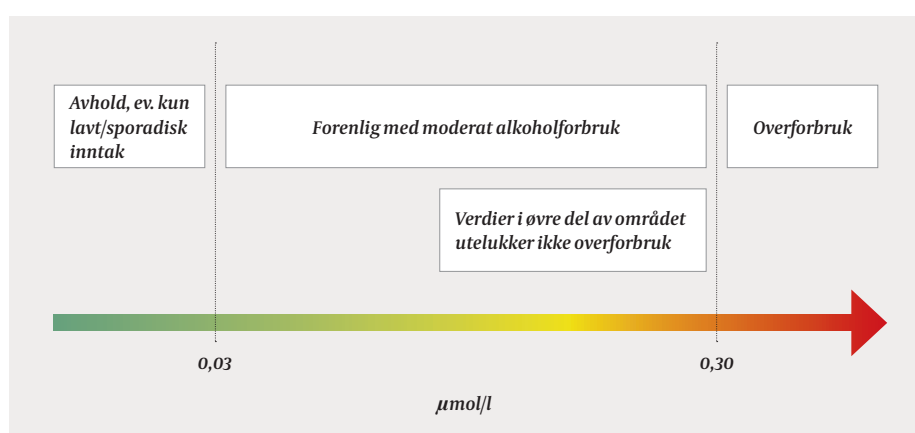 Avhold, ev. kun
lavt/sporadisk
inntak
Forenlig med moderat alkoholforbruk
Overforbruk
Verdier i øvre del av området
utelukker ikke overforbruk
0,03
0,30
µmol/l